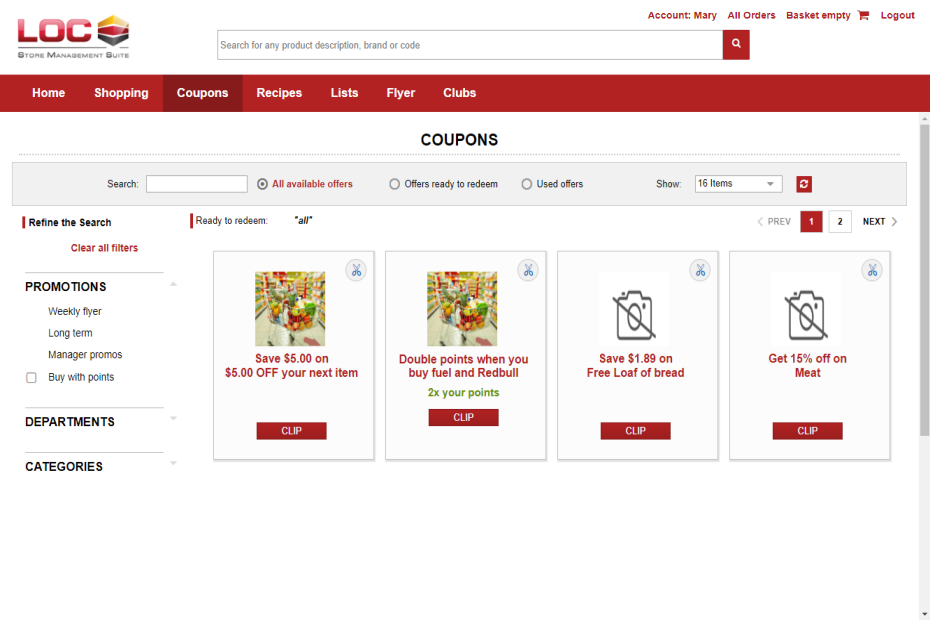 LOC
STORE MANAGEMENT SUITE
Account: Mary All Orders Basket empty Logout
Search for any product description, brand or code
Home Shopping Coupons Recipes Lists Flyer Clubs
COUPONS
Search: All available offers Offers ready to redeem Used offers Show: 16 Items
Refine the Search
Clear all filters
PROMOTIONS
Weekly flyer
Long term
Manager promos
Buy with points
DEPARTMENTS
CATEGORIES
Ready to redeem: "all"
PREV 1 2 NEXT
Save $5.00 on
$5.00 OFF your next item
CLIP
Double points when you
buy fuel and Redbull
2x your points
CLIP
Save $1.89 on
Free Loaf of bread
CLIP
Get 15% off on
Meat
CLIP